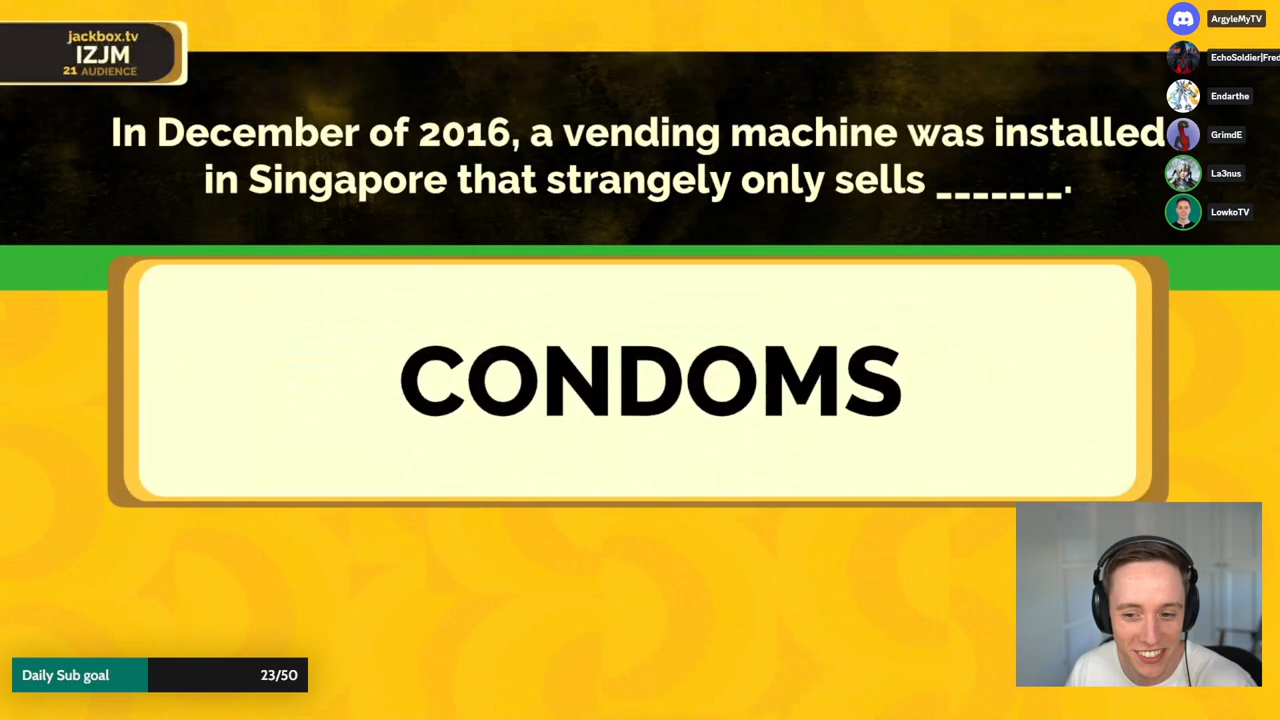 jackbox.tv
IZJM
21 AUDIENCE
In December of 2016, a vending machine was installed
in Singapore that strangely only sells _______.
CONDOMS
ArgyleMyTV
EchoSoldier|Fred
Endarthe
GrimdE
La3nus
LowkoTV
Daily Sub goal 23/50